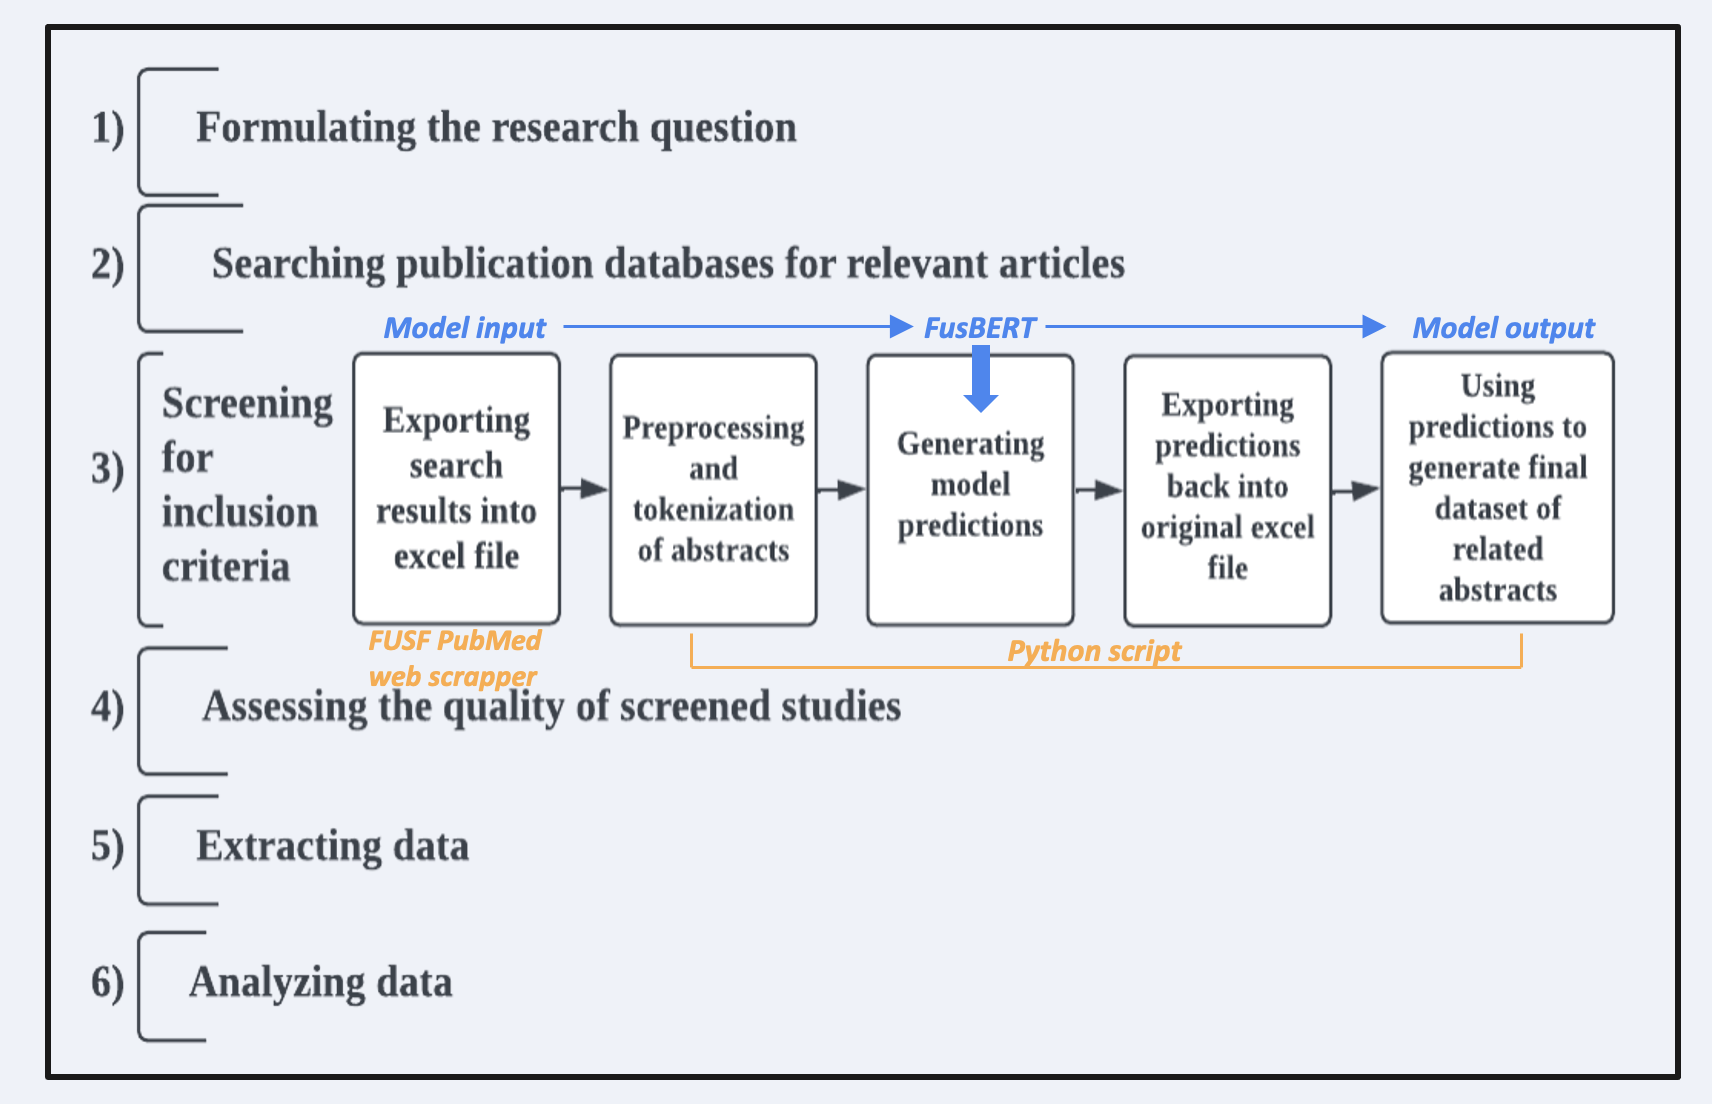 1) Formulating the research question
2) Searching publication databases for relevant articles
Model input FusBERT Model output
3) Screening
for
inclusion
criteria
Exporting
search
results into
excel file
Preprocessing
and
tokenization
of abstracts
Generating
model
predictions
Exporting
predictions
back into
original excel
file
Using
predictions to
generate final
dataset of
related
abstracts
FUSF PubMed
web scrapper
Python script
4) Assessing the quality of screened studies
5) Extracting data
6) Analyzing data